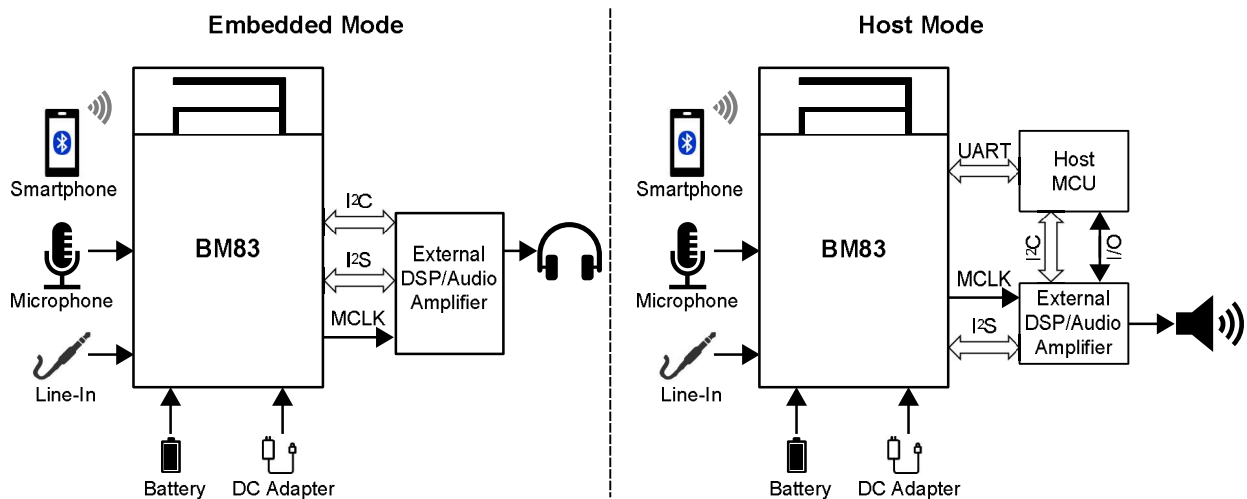 Embedded Mode
Smartphone
Microphone
Line-In
BM83
I²C
I²S
MCLK
External
DSP/Audio
Amplifier
Battery
DC Adapter
Host Mode
Smartphone
Microphone
Line-In
BM83
UART
Host
MCU
I²C
I/O
MCLK
I²S
External
DSP/Audio
Amplifier
Battery
DC Adapter